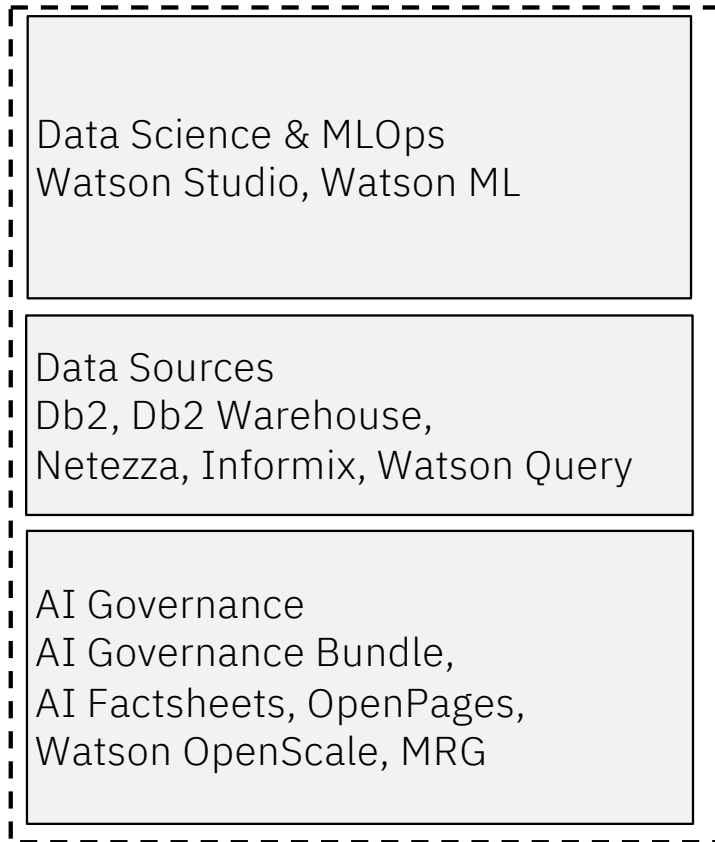 Data Science & MLOps
Watson Studio, Watson ML
Data Sources
Db2, Db2 Warehouse,
Netezza, Informix, Watson Query
AI Governance
AI Governance Bundle,
AI Factsheets, OpenPages,
Watson OpenScale, MRG